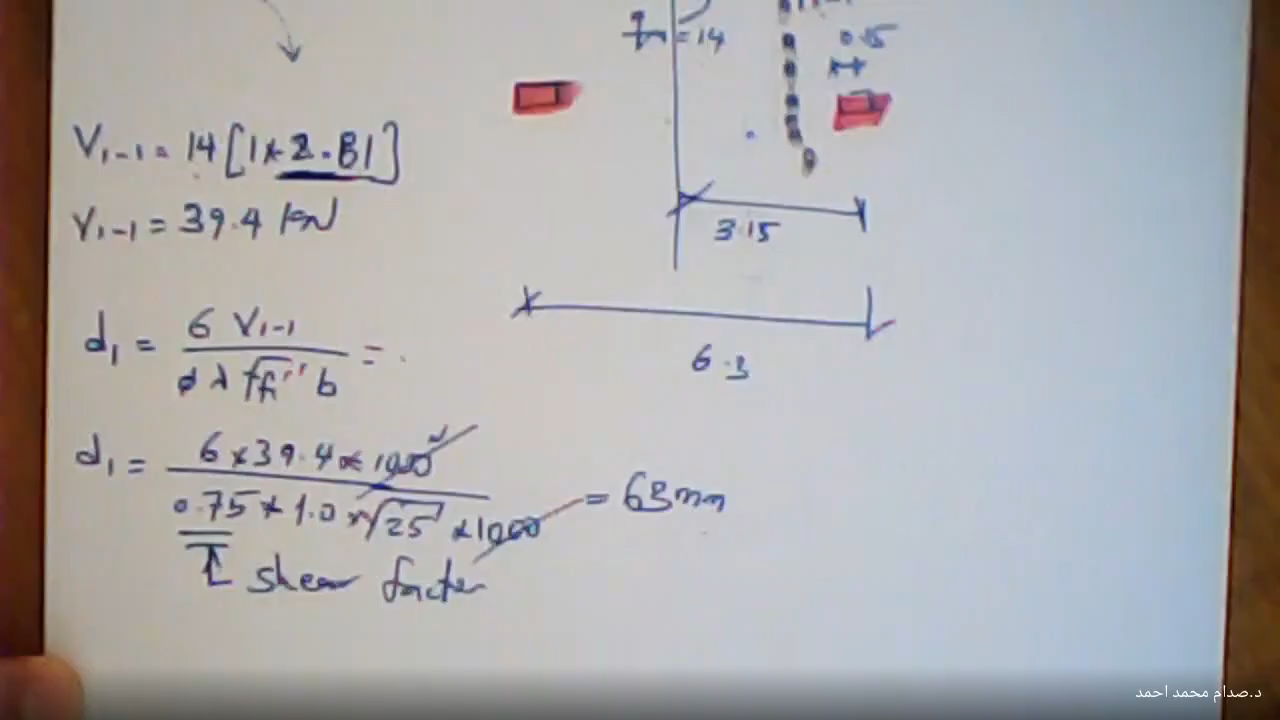 V₁₋₁ = 14 [1 * 2.81]
V₁₋₁ = 39.4 kN
d₁ = 6 V₁₋₁ / ϕ λ √fc' b =
d₁ = 6 * 39.4 * 1000 / 0.75 * 1.0 * √25 * 1000 = 63 mm
shear factor
= 14
0.15
3.15
6.3
د.صدام محمد احمد